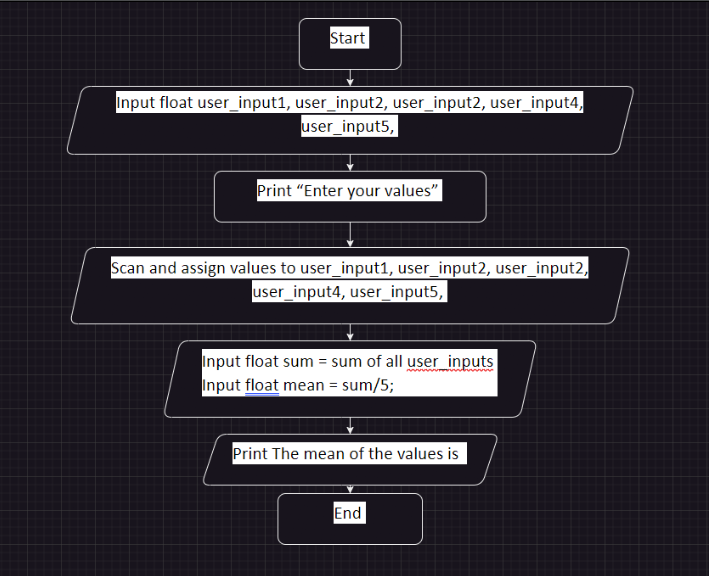 Start
Input float user_input1, user_input2, user_input2, user_input4,
user_input5,
Print “Enter your values”
Scan and assign values to user_input1, user_input2, user_input2,
user_input4, user_input5,
Input float sum = sum of all user_inputs
Input float mean = sum/5;
Print The mean of the values is
End